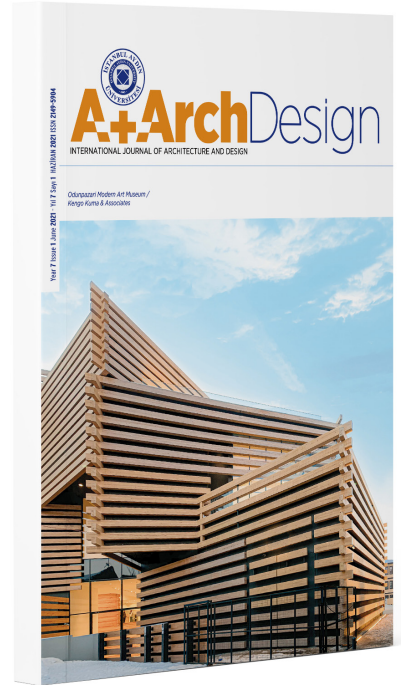 İSTANBUL AYDIN
ÜNİVERSİTESİ
A+ArchDesign
INTERNATIONAL JOURNAL OF ARCHITECTURE AND DESIGN
Year 7 Issue 1 June 2021 - Yıl 7 Sayı 1 HAZİRAN 2021 ISSN 2149-5904
Odunpazari Modern Art Museum /
Kengo Kuma & Associates